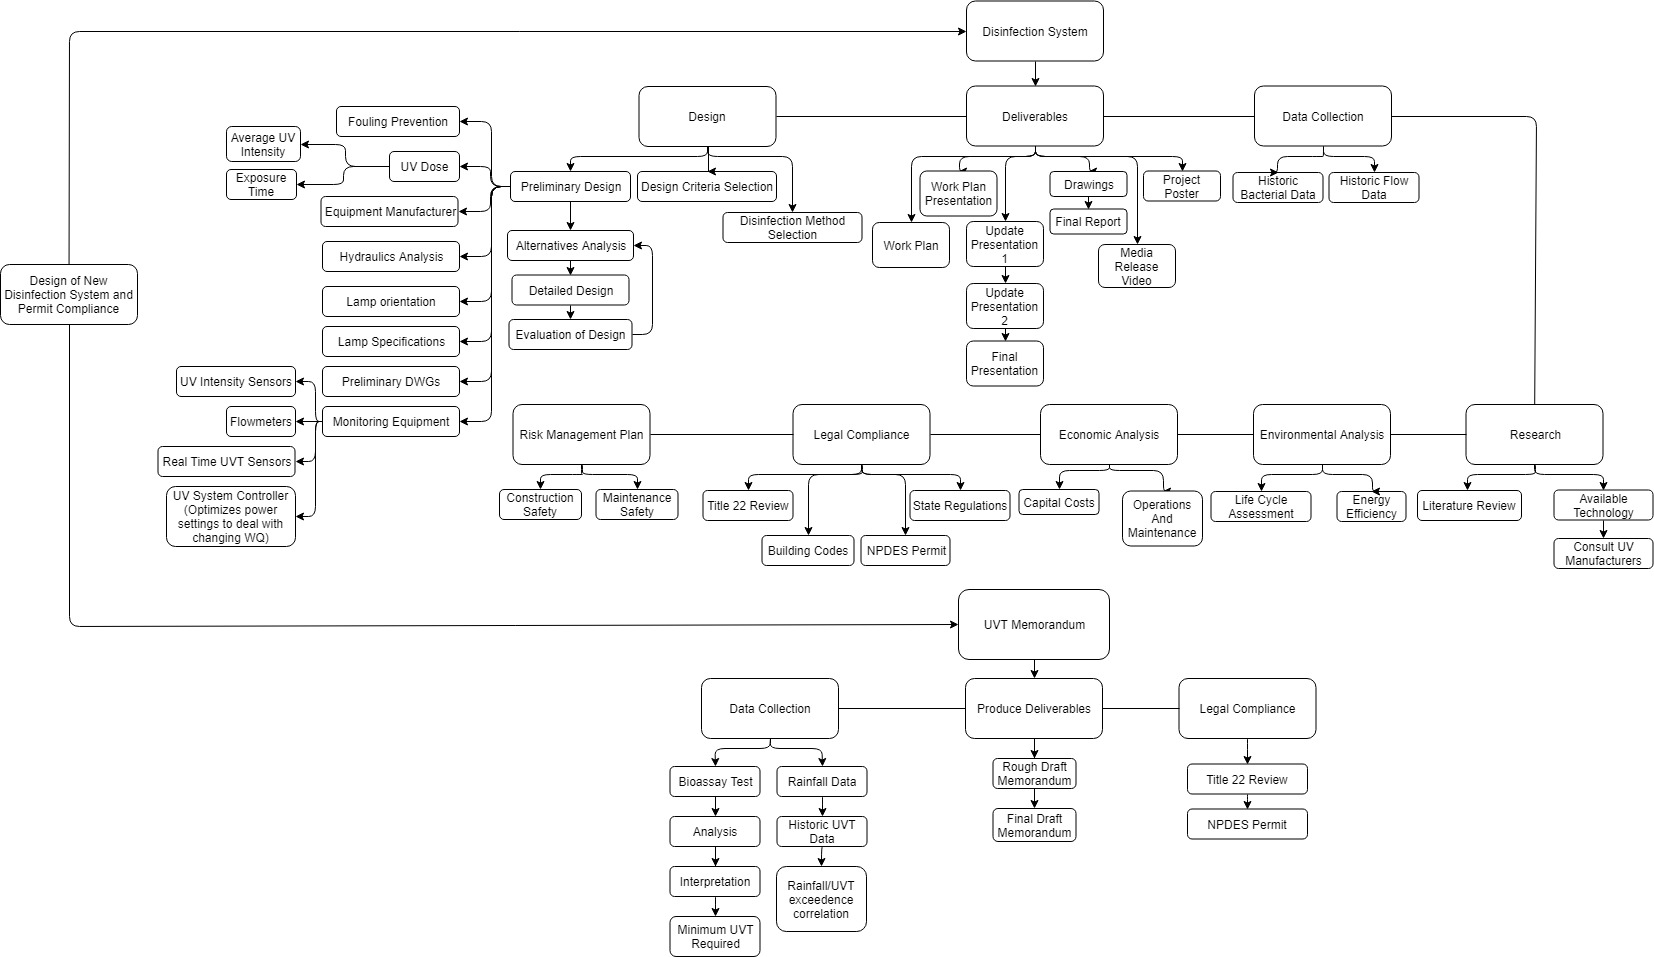 Disinfection System
Design
Deliverables
Data Collection
Fouling Prevention
Average UV
Intensity
UV Dose
Exposure
Time
Equipment Manufacturer
Hydraulics Analysis
Lamp orientation
Lamp Specifications
Preliminary DWGs
Monitoring Equipment
UV Intensity Sensors
Flowmeters
Real Time UVT Sensors
UV System Controller
(Optimizes power
settings to deal with
changing WQ)
Preliminary Design
Design Criteria Selection
Disinfection Method
Selection
Alternatives Analysis
Detailed Design
Evaluation of Design
Work Plan
Presentation
Work Plan
Update
Presentation
1
Update
Presentation
2
Final
Presentation
Drawings
Final Report
Media
Release
Video
Project
Poster
Historic
Bacterial Data
Historic Flow
Data
Design of New
Disinfection System and
Permit Compliance
Risk Management Plan
Legal Compliance
Economic Analysis
Environmental Analysis
Research
Construction
Safety
Maintenance
Safety
Title 22 Review
Building Codes
NPDES Permit
State Regulations
Capital Costs
Operations
And
Maintenance
Life Cycle
Assessment
Energy
Efficiency
Literature Review
Available
Technology
Consult UV
Manufacturers
UVT Memorandum
Data Collection
Produce Deliverables
Legal Compliance
Bioassay Test
Analysis
Interpretation
Minimum UVT
Required
Rainfall Data
Historic UVT
Data
Rainfall/UVT
exceedence
correlation
Rough Draft
Memorandum
Final Draft
Memorandum
Title 22 Review
NPDES Permit